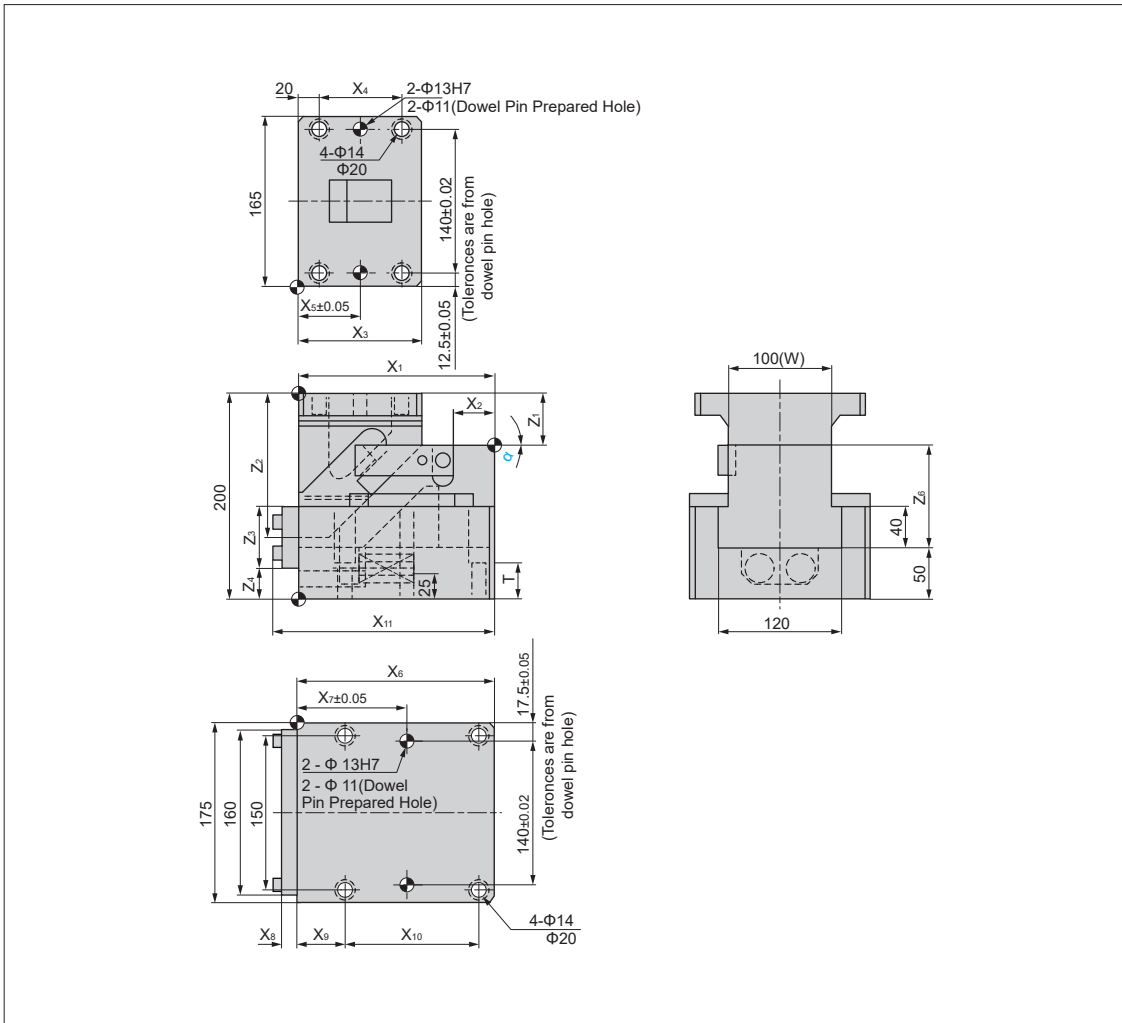 20
X4
2-Φ13H7
2-Φ11(Dowel Pin Prepared Hole)
4-Φ14
Φ20
165
140±0.02
(Toleronces are from
dowel pin hole)
X5±0.05
X3
12.5±0.05
X1
X2
Z1
α
200
Z2
Z3
Z4
25
T
X11
100(W)
Z6
40
50
120
X6
X7±0.05
17.5±0.05
2 - Φ 13H7
2 - Φ 11(Dowel
Pin Prepared Hole)
175
160
150
140±0.02
(Toleronces are from
dowel pin hole)
X8
X9
X10
4-Φ14
Φ20